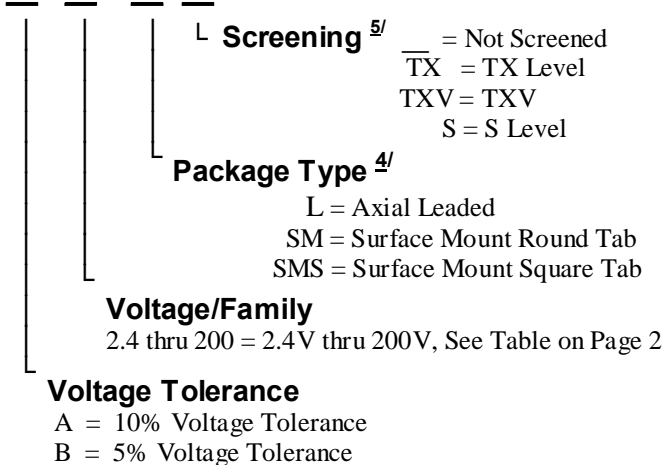 Screening 5/ __ = Not Screened
TX = TX Level
TXV = TXV
S = S Level
Package Type 4/
L = Axial Leaded
SM = Surface Mount Round Tab
SMS = Surface Mount Square Tab
Voltage/Family
2.4 thru 200 = 2.4V thru 200V, See Table on Page 2
Voltage Tolerance
A = 10% Voltage Tolerance
B = 5% Voltage Tolerance